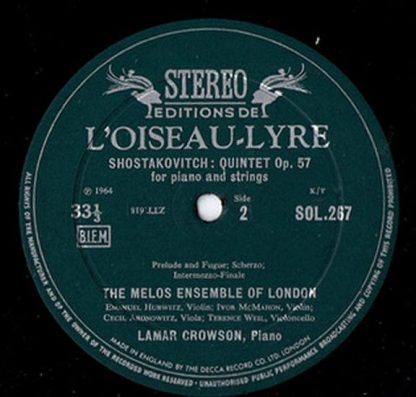 STEREO
EDITIONS DE
L'OISEAU-LYRE
SHOSTAKOVITCH: QUINTET Op. 57
for piano and strings
℗ 1964
K/T
33⅓
Side
2
SOL.267
B.I.E.M.
Prelude and Fugue; Scherzo;
Intermezzo-Finale
THE MELOS ENSEMBLE OF LONDON
EMANUEL HURWITZ, Violin; IVOR McMAHON, Violin;
CECIL ARONOWITZ, Viola; TERENCE WEIL, Violoncello
LAMAR CROWSON, Piano
MADE IN ENGLAND BY THE DECCA RECORD CO. LTD. LONDON
ALL RIGHTS OF THE MANUFACTURER AND OF THE OWNER OF THE RECORDED WORK RESERVED · UNAUTHORISED PUBLIC PERFORMANCE BROADCASTING AND COPYING OF THIS RECORD PROHIBITED